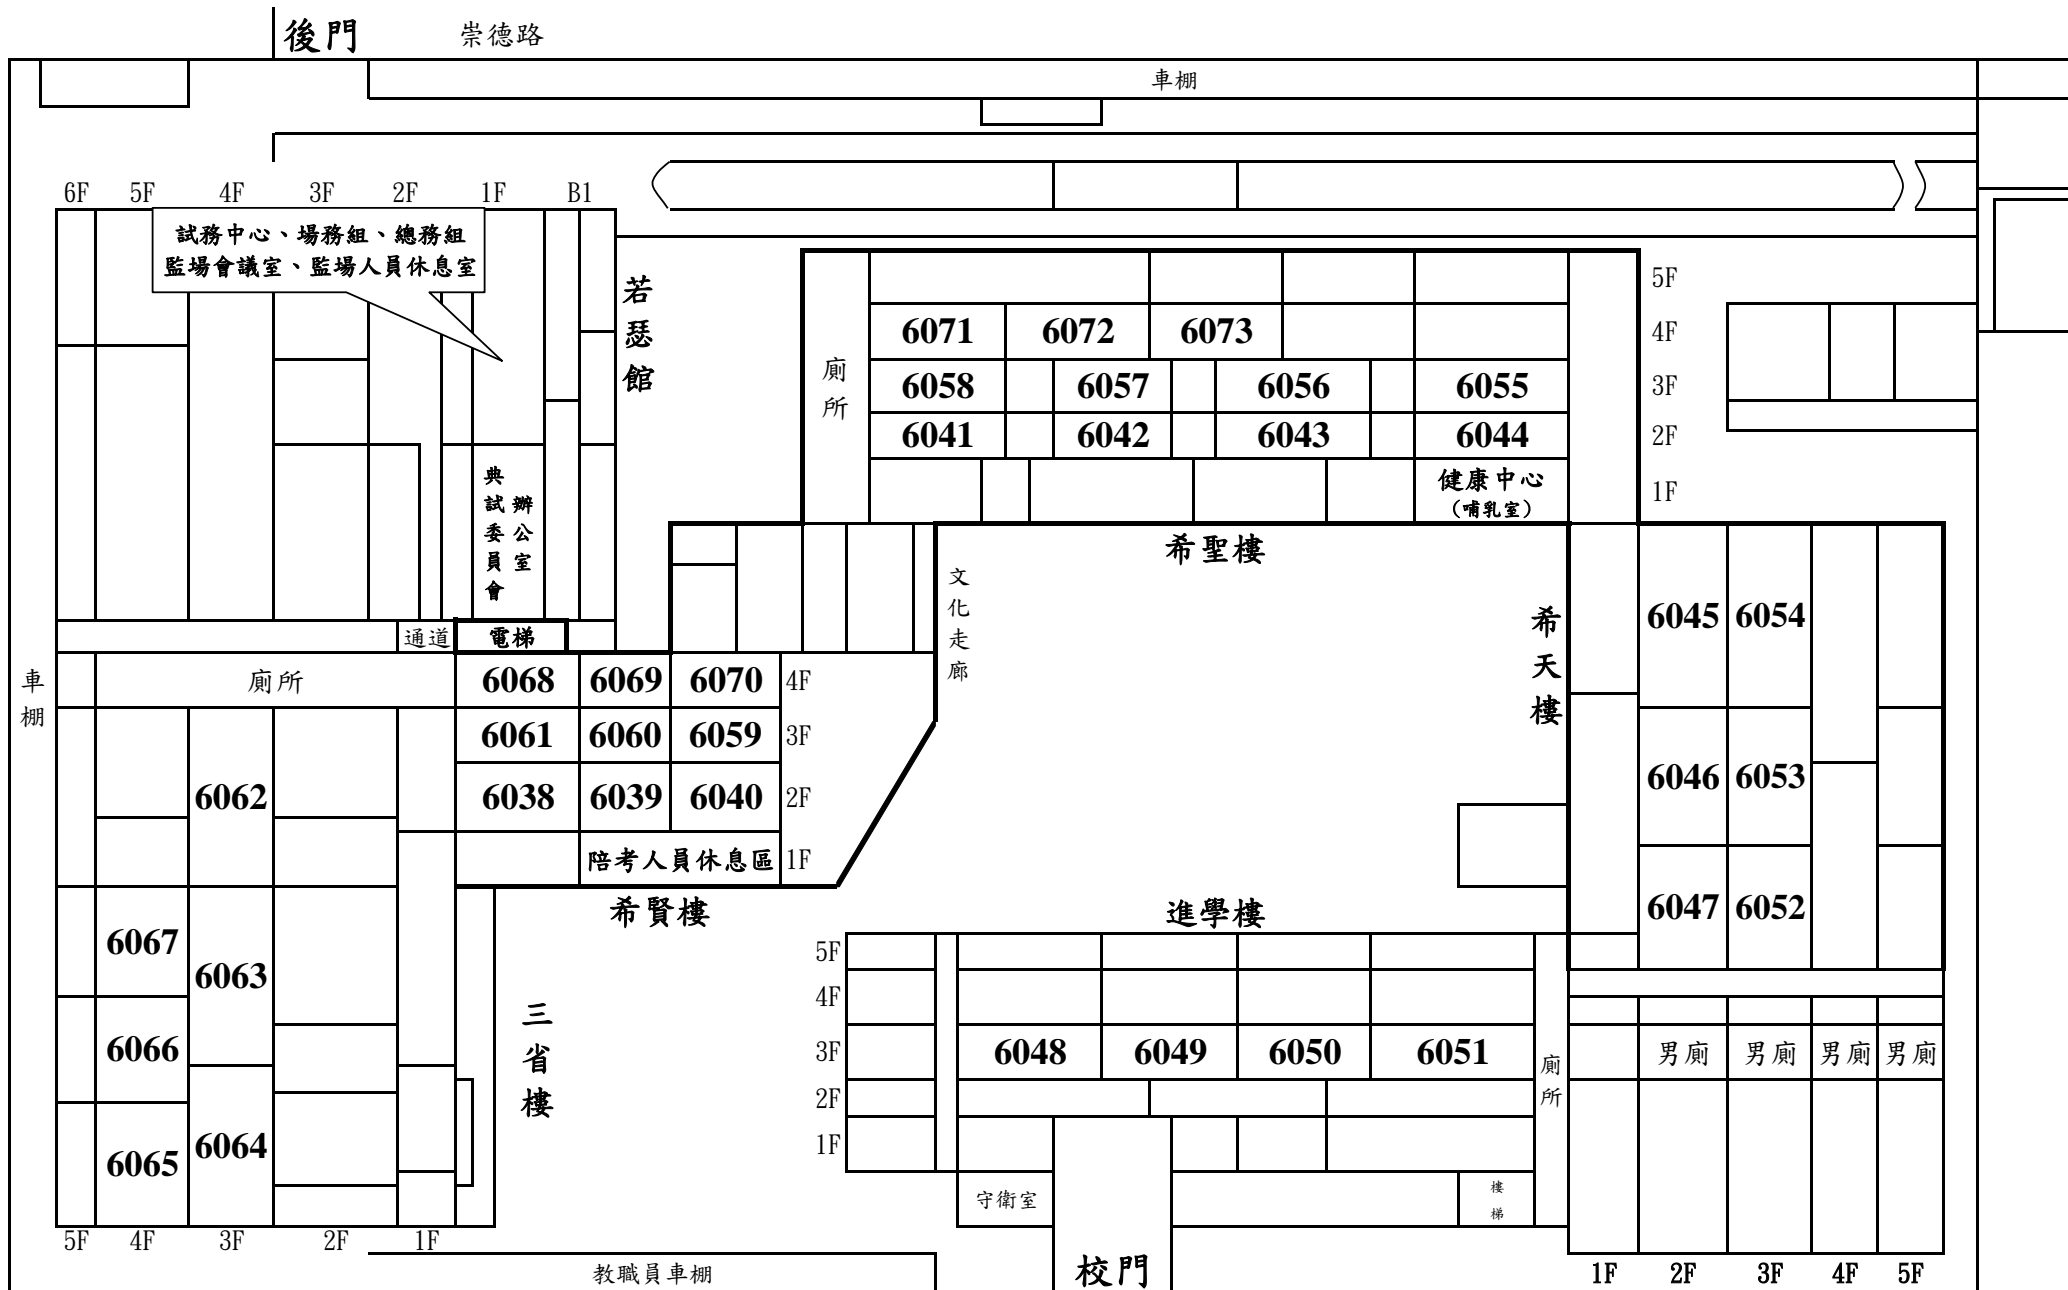 後門 崇德路
車棚
6F 5F 4F 3F 2F 1F B1
試務中心、場務組、總務組
監場會議室、監場人員休息室
若瑟館
典試委員會
辦公室
通道 電梯
廁所
5F
6071 6072 6073 4F
6058 6057 6056 6055 3F
6041 6042 6043 6044 2F
健康中心
(哺乳室)
1F
希聖樓
文化走廊
希天樓
6045 6054
6046 6053
6047 6052
車棚
廁所
6068 6069 6070 4F
6061 6060 6059 3F
6038 6039 6040 2F
陪考人員休息區 1F
希賢樓
6062
6067
6063
6066
6064
6065
三省樓
5F 4F 3F 2F 1F
進學樓
5F
4F
3F 6048 6049 6050 6051
2F
1F
廁所
男廁 男廁 男廁 男廁
守衛室
樓梯
教職員車棚
校門
1F 2F 3F 4F 5F